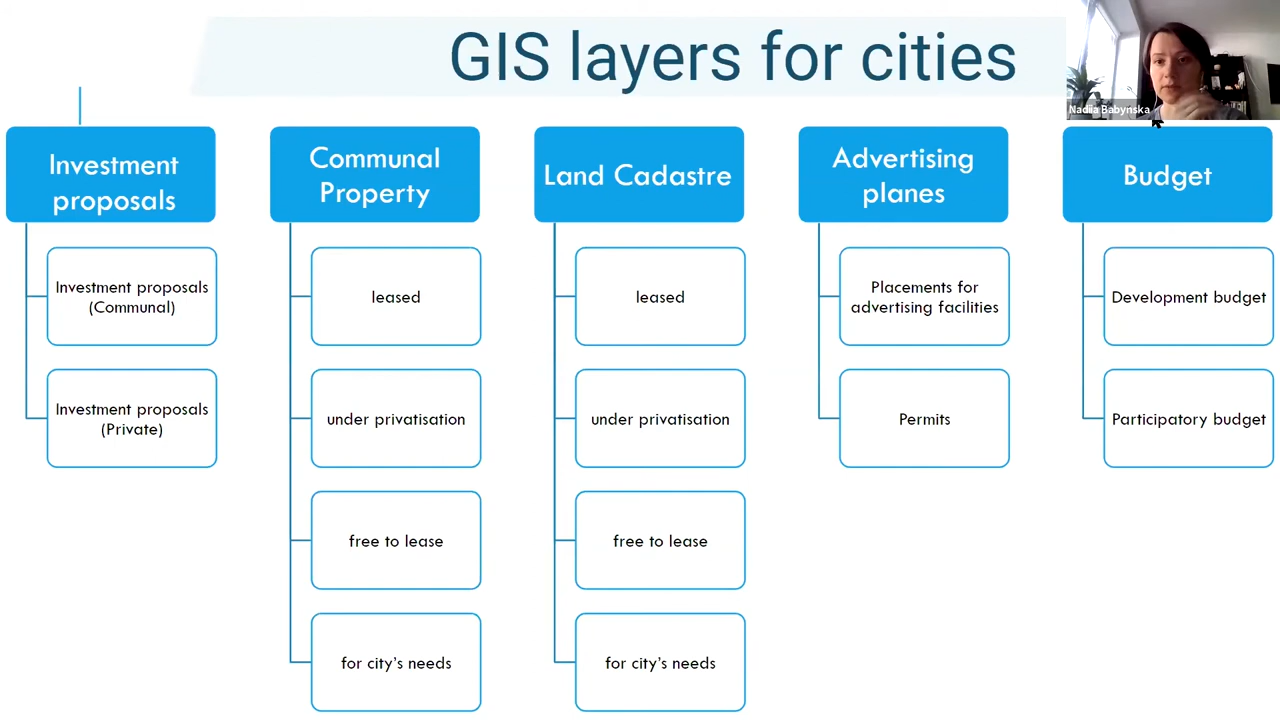 GIS layers for cities
Nadiia Babynska
Investment
proposals
Investment proposals
(Communal)
Investment proposals
(Private)
Communal
Property
leased
under privatisation
free to lease
for city's needs
Land Cadastre
leased
under privatisation
free to lease
for city's needs
Advertising
planes
Placements for
advertising facilities
Permits
Budget
Development budget
Participatory budget